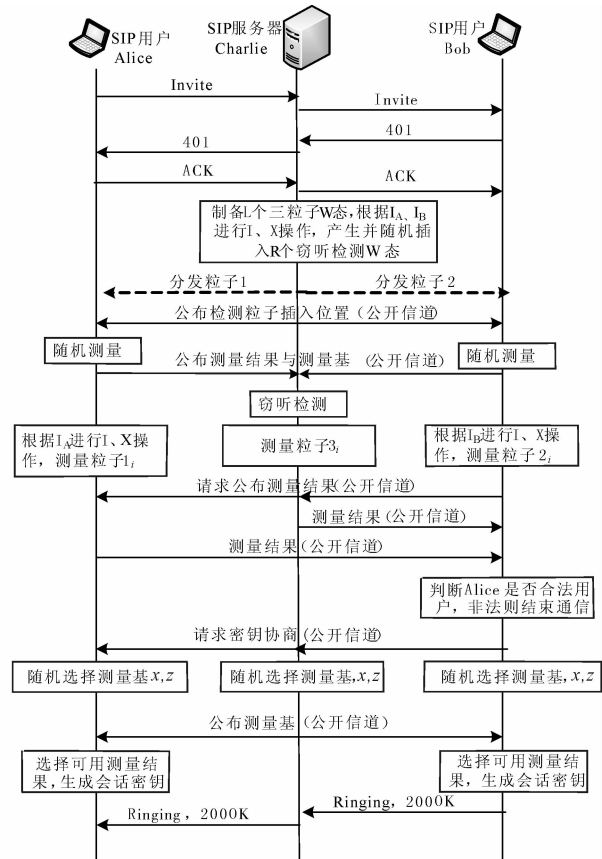 SIP用户
Alice
SIP服务器
Charlie
SIP用户
Bob
Invite
Invite
401
401
ACK
ACK
制备L个三粒子W态,根据IA、IB
进行I、X操作，产生并随机插
入R个窃听检测W态
分发粒子1
分发粒子2
公布检测粒子插入位置（公开信道）
随机测量
随机测量
公布测量结果与测量基 (公开信道)
窃听检测
根据IA进行I、X操
作，测量粒子1i
测量粒子3i
根据IB进行I、X操
作，测量粒子2i
请求公布测量结果(公开信道)
测量结果(公开信道)
测量结果(公开信道)
判断Alice 是否合法用
户，非法则结束通信
请求密钥协商(公开信道)
随机选择测量基x,z
随机选择测量基,x,z
随机选择测量基,x,z
公布测量基（公开信道）
选择可用测量结
果,生成会话密钥
选择可用测量结
果，生成会话密钥
Ringing，2000K
Ringing，2000K